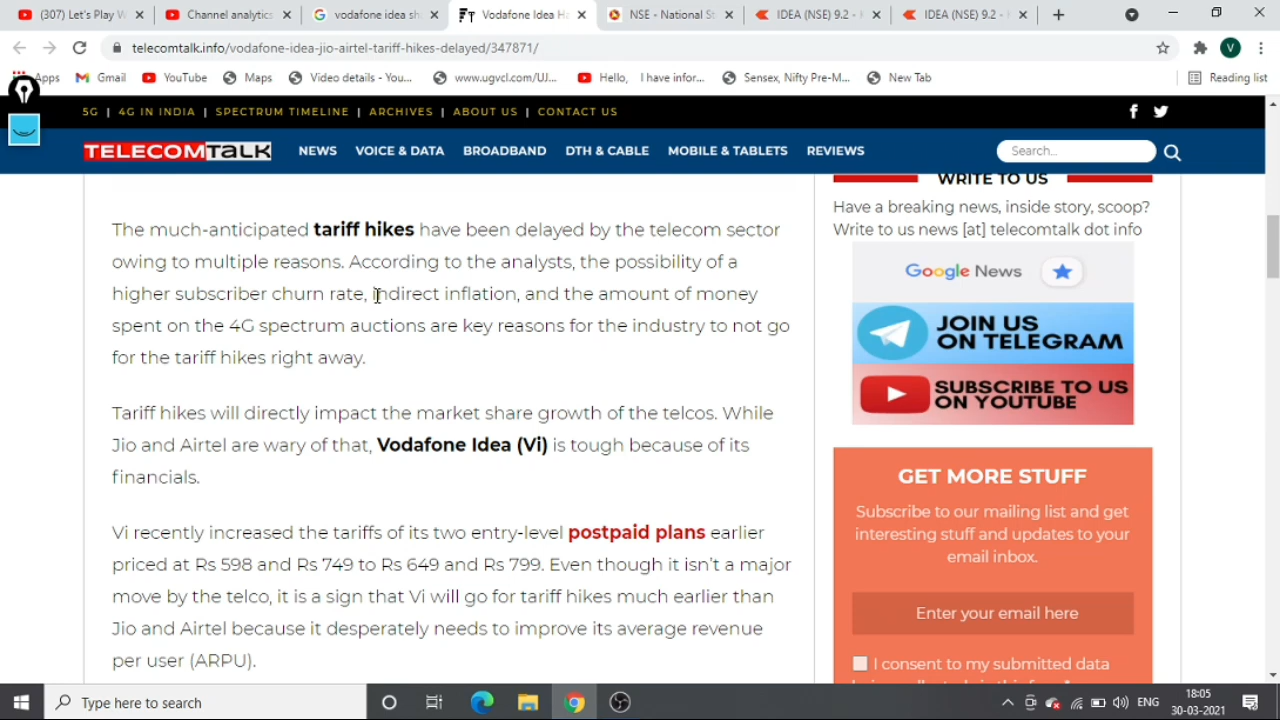 (307) Let's Play W
Channel analytics
vodafone idea sha
Vodafone Idea Ha
NSE - National St
IDEA (NSE) 9.2 -
IDEA (NSE) 9.2 -
telecomtalk.info/vodafone-idea-jio-airtel-tariff-hikes-delayed/347871/
V
Apps
Gmail
YouTube
Maps
Video details - You...
www.ugvcl.com/UJ...
Hello, I have infor...
Sensex, Nifty Pre-M...
New Tab
Reading list
5G | 4G IN INDIA | SPECTRUM TIMELINE | ARCHIVES | ABOUT US | CONTACT US
TELECOMTALK
NEWS
VOICE & DATA
BROADBAND
DTH & CABLE
MOBILE & TABLETS
REVIEWS
Search...
The much-anticipated tariff hikes have been delayed by the telecom sector
owing to multiple reasons. According to the analysts, the possibility of a
higher subscriber churn rate, indirect inflation, and the amount of money
spent on the 4G spectrum auctions are key reasons for the industry to not go
for the tariff hikes right away.
Tariff hikes will directly impact the market share growth of the telcos. While
Jio and Airtel are wary of that, Vodafone Idea (Vi) is tough because of its
financials.
Vi recently increased the tariffs of its two entry-level postpaid plans earlier
priced at Rs 598 and Rs 749 to Rs 649 and Rs 799. Even though it isn't a major
move by the telco, it is a sign that Vi will go for tariff hikes much earlier than
Jio and Airtel because it desperately needs to improve its average revenue
per user (ARPU).
WRITE TO US
Have a breaking news, inside story, scoop?
Write to us news [at] telecomtalk dot info
Google News
JOIN US
ON TELEGRAM
SUBSCRIBE TO US
ON YOUTUBE
GET MORE STUFF
Subscribe to our mailing list and get
interesting stuff and updates to your
email inbox.
Enter your email here
I consent to my submitted data
Type here to search
ENG
18:05
30-03-2021